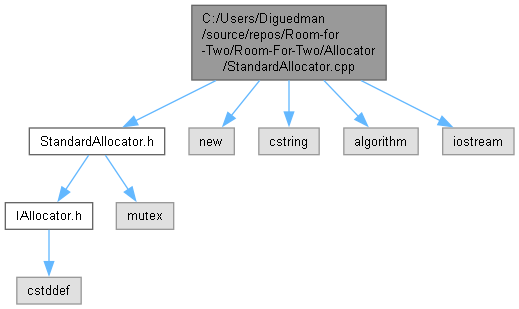 C:/Users/Diguedman
/source/repos/Room-for
-Two/Room-For-Two/Allocator
/StandardAllocator.cpp
StandardAllocator.h
new
cstring
algorithm
iostream
IAllocator.h
mutex
cstddef